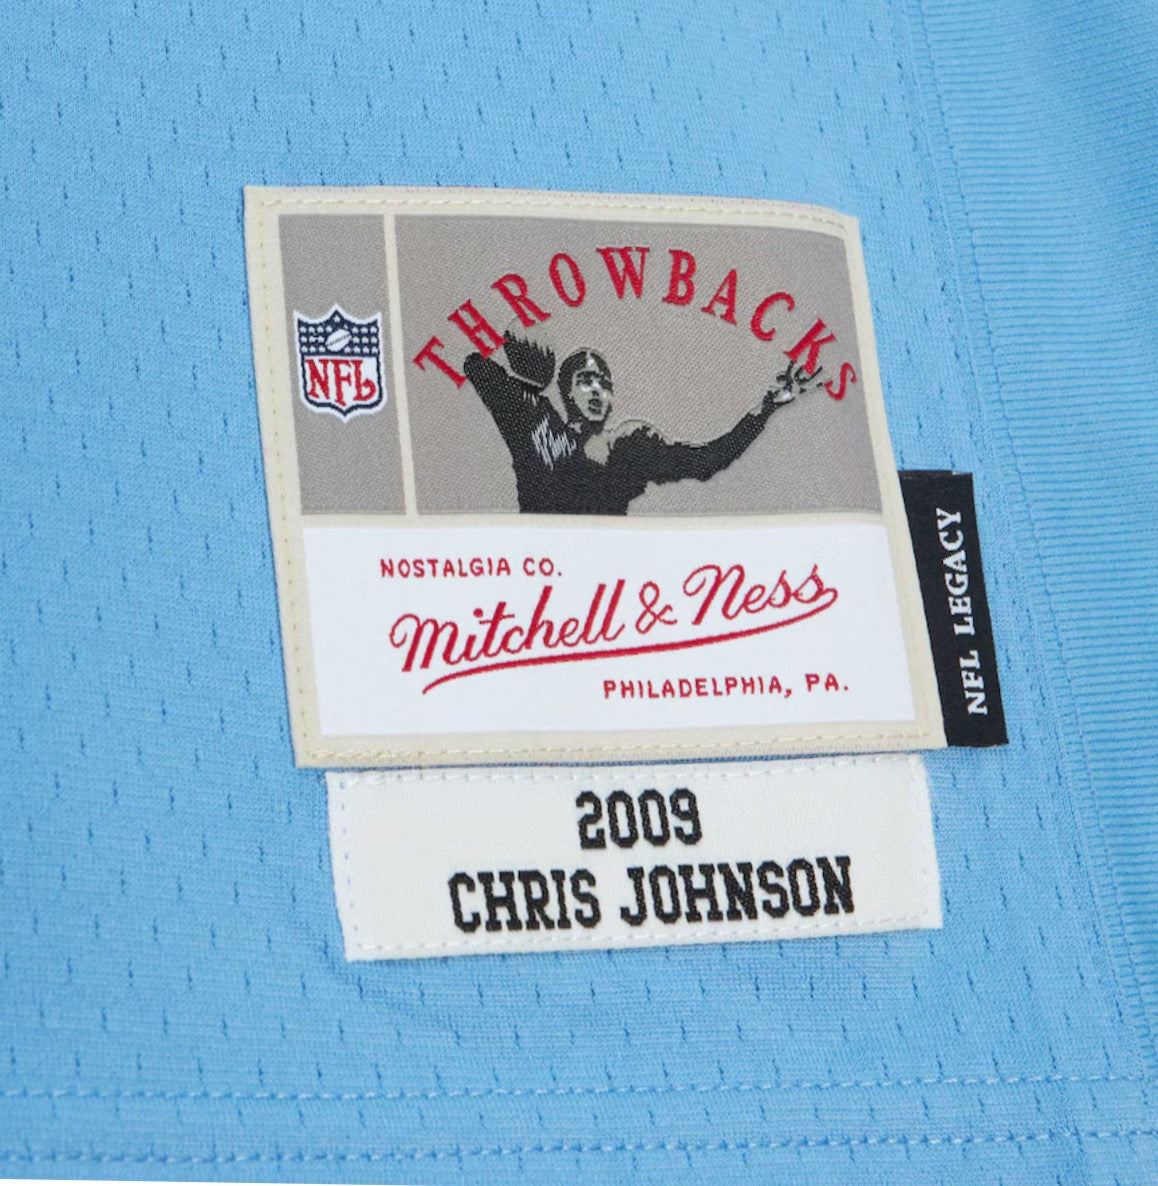 THROWBACKS
NFL
NOSTALGIA CO.
Mitchell & Ness
PHILADELPHIA, PA.
NFL LEGACY
2009
CHRIS JOHNSON